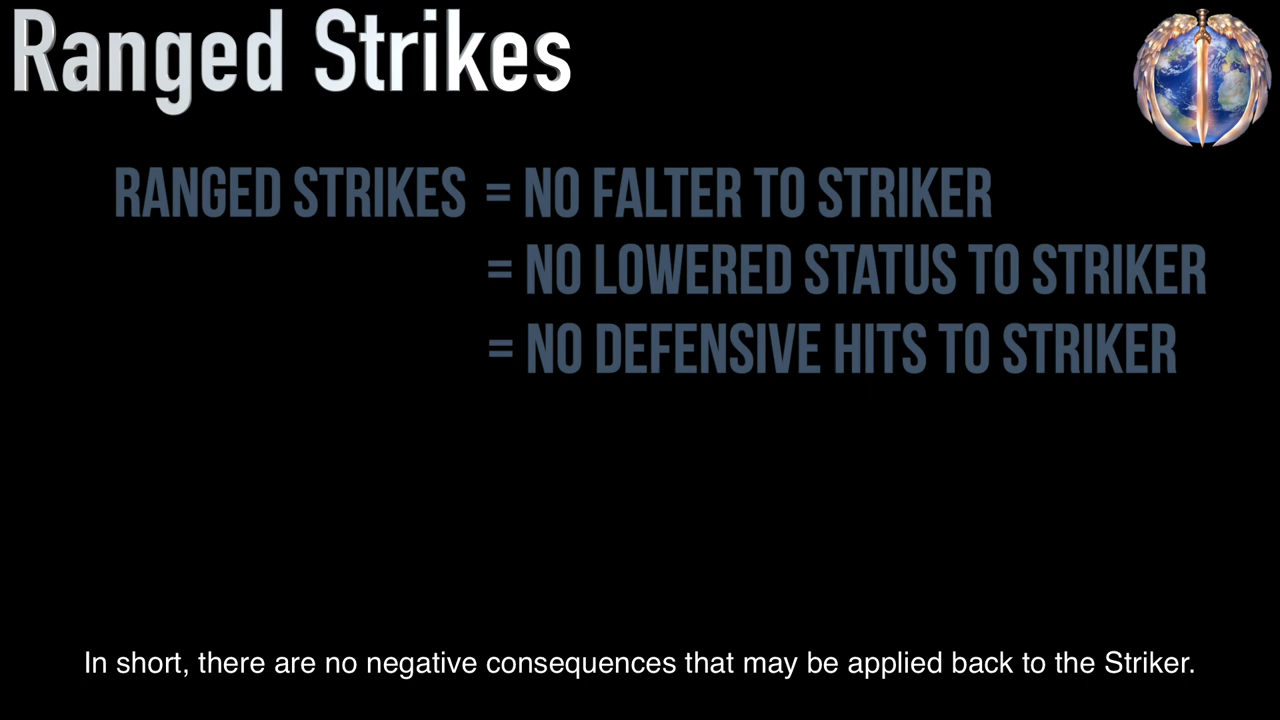 Ranged Strikes
RANGED STRIKES = NO FALTER TO STRIKER
= NO LOWERED STATUS TO STRIKER
= NO DEFENSIVE HITS TO STRIKER
In short, there are no negative consequences that may be applied back to the Striker.